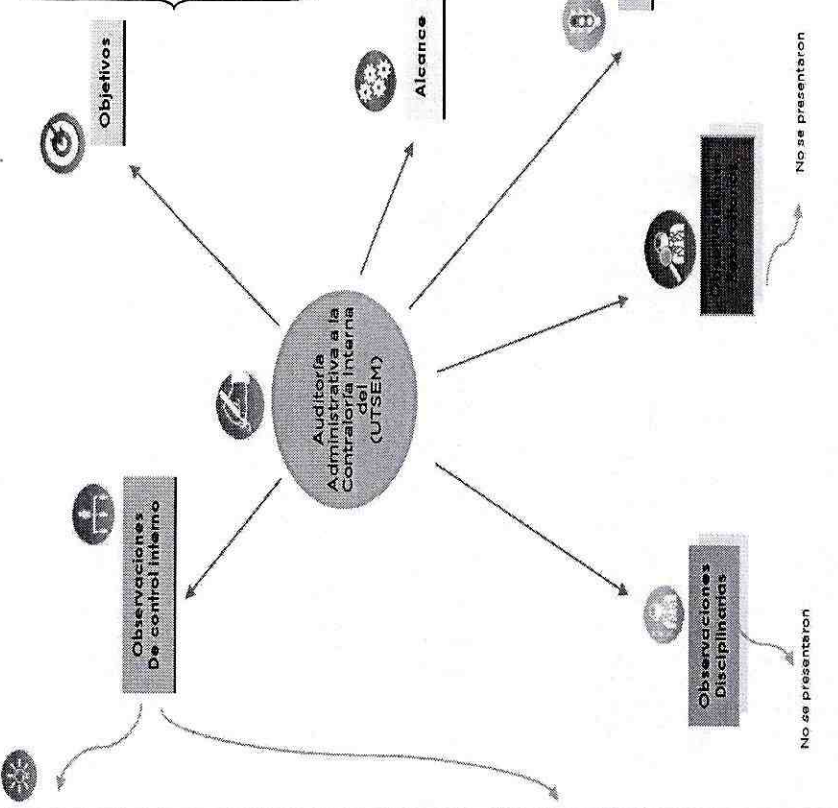 Objetivos
Alcance
Auditoría
Administrativa a la
Contraloría Interna
del
(UTSEM)
Observaciones
De control interno
No se presentaron
Observaciones
Disciplinarias
No se presentaron